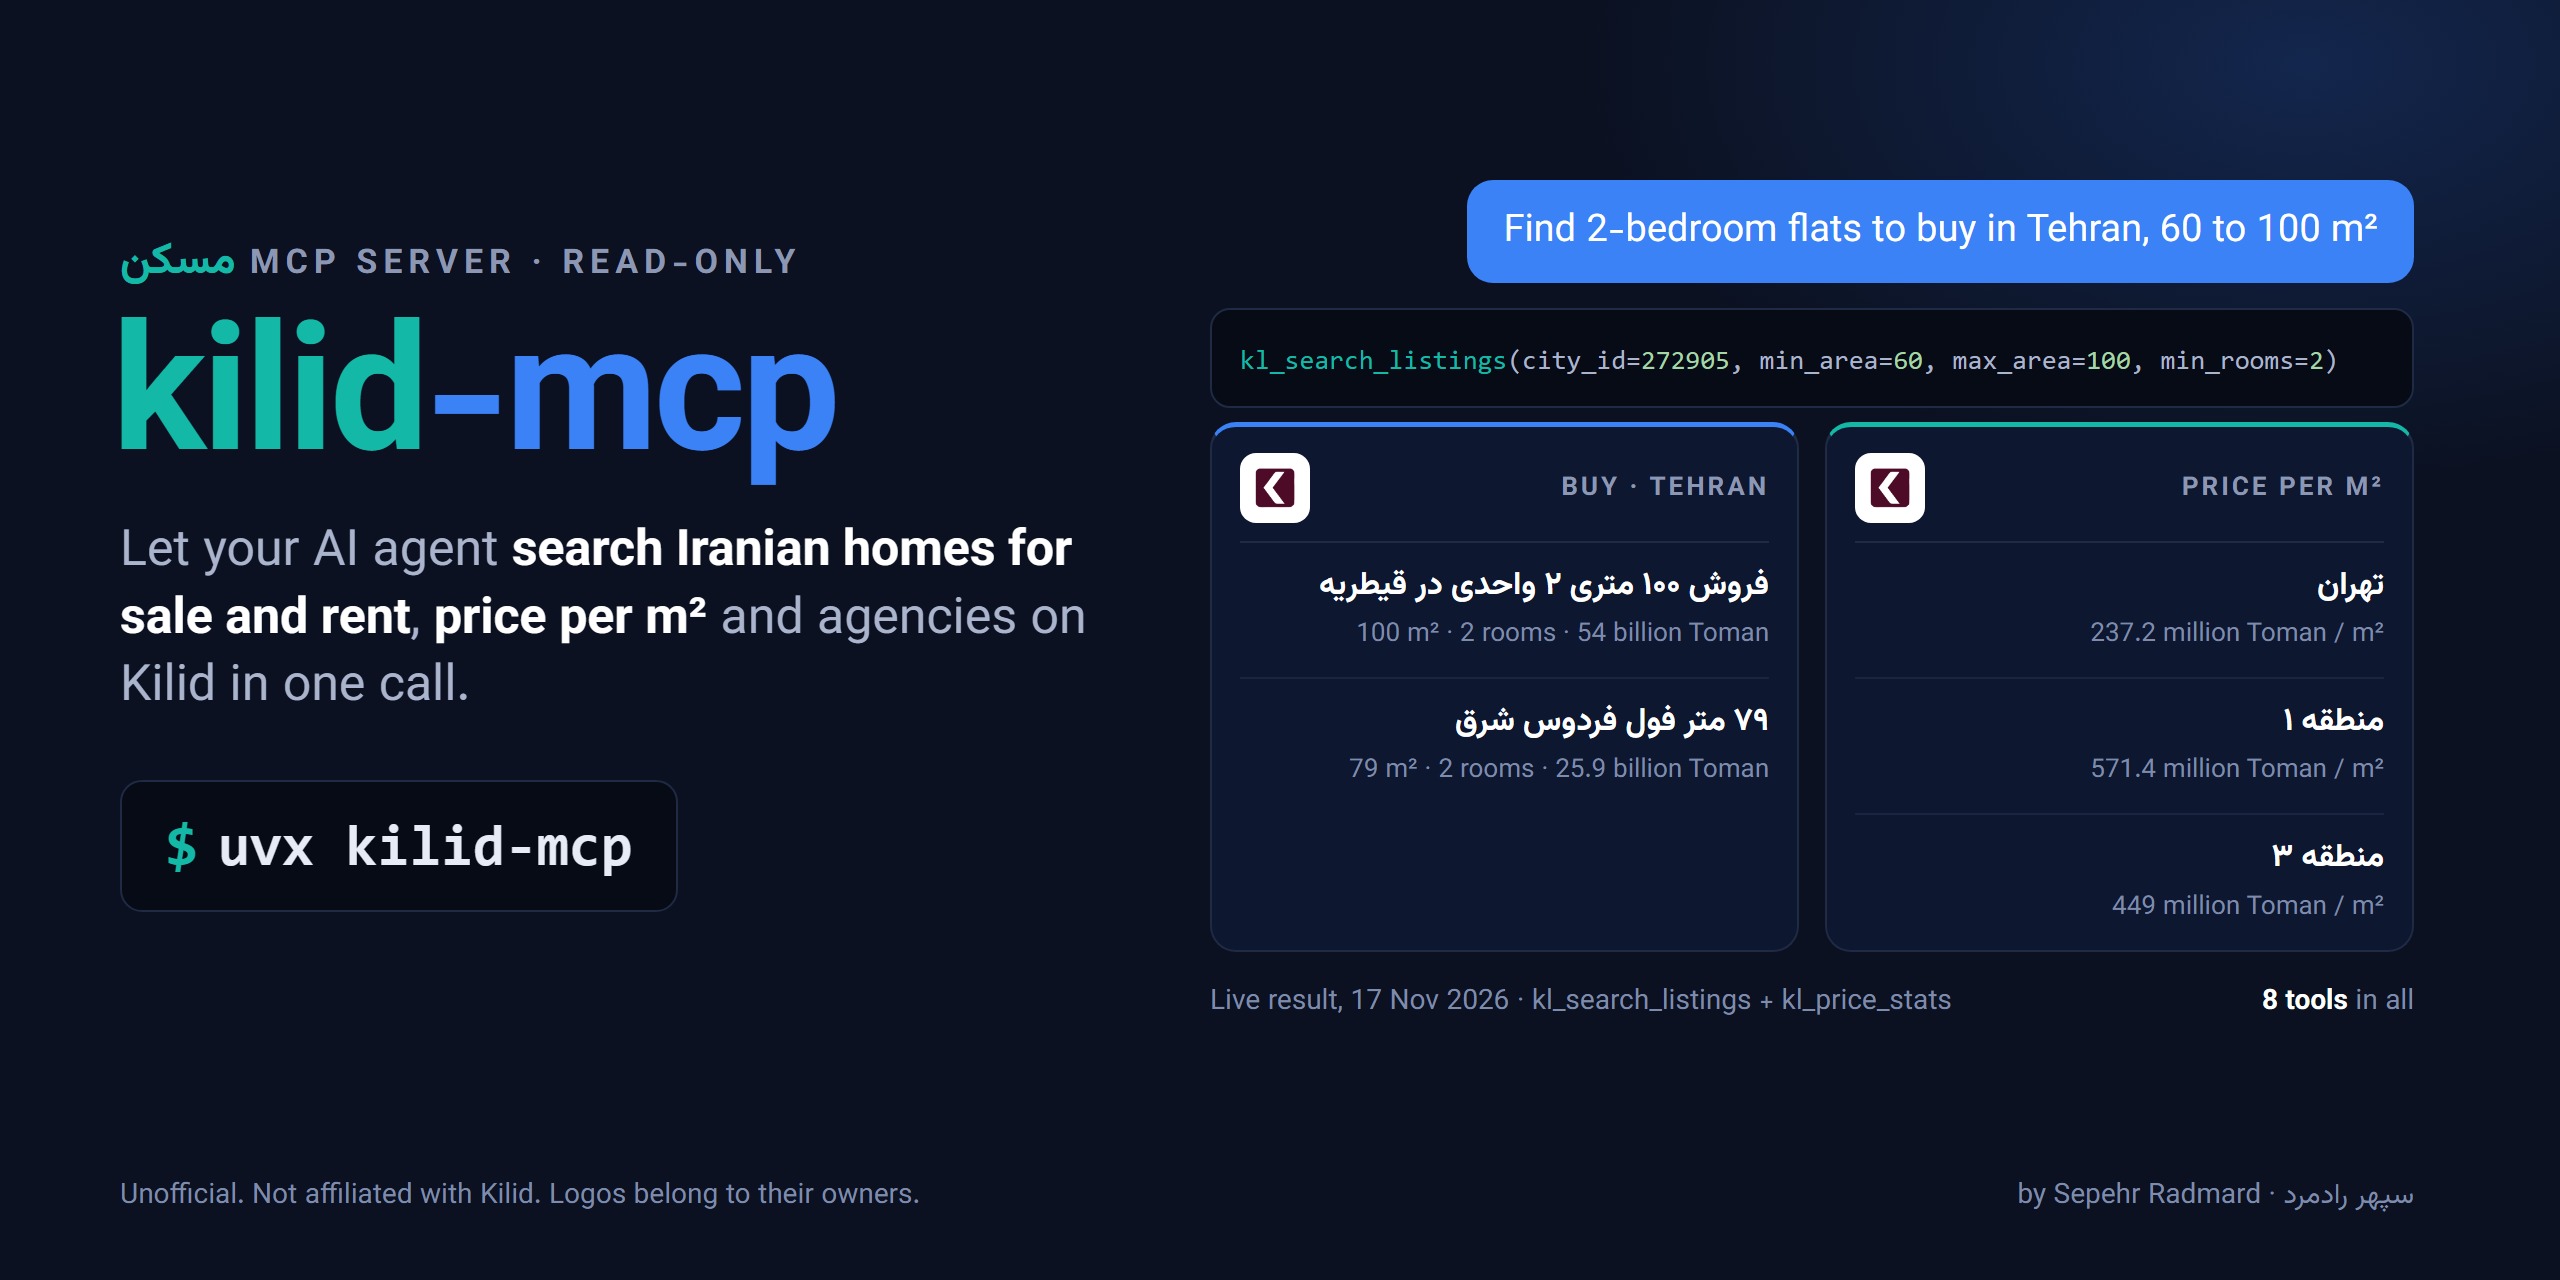 مسکن MCP SERVER · READ-ONLY
kilid-mcp
Let your AI agent search Iranian homes for
sale and rent, price per m² and agencies on
Kilid in one call.
$ uvx kilid-mcp
Find 2-bedroom flats to buy in Tehran, 60 to 100 m²
kl_search_listings(city_id=272905, min_area=60, max_area=100, min_rooms=2)
BUY · TEHRAN
فروش ۱۰۰ متری ۲ واحدی در قیطریه
100 m² · 2 rooms · 54 billion Toman
۷۹ متر فول فردوس شرق
79 m² · 2 rooms · 25.9 billion Toman
PRICE PER M²
تهران
237.2 million Toman / m²
منطقه ۱
571.4 million Toman / m²
منطقه ۳
449 million Toman / m²
Live result, 17 Nov 2026 · kl_search_listings + kl_price_stats
8 tools in all
Unofficial. Not affiliated with Kilid. Logos belong to their owners.
by Sepehr Radmard · سپهر رادمرد